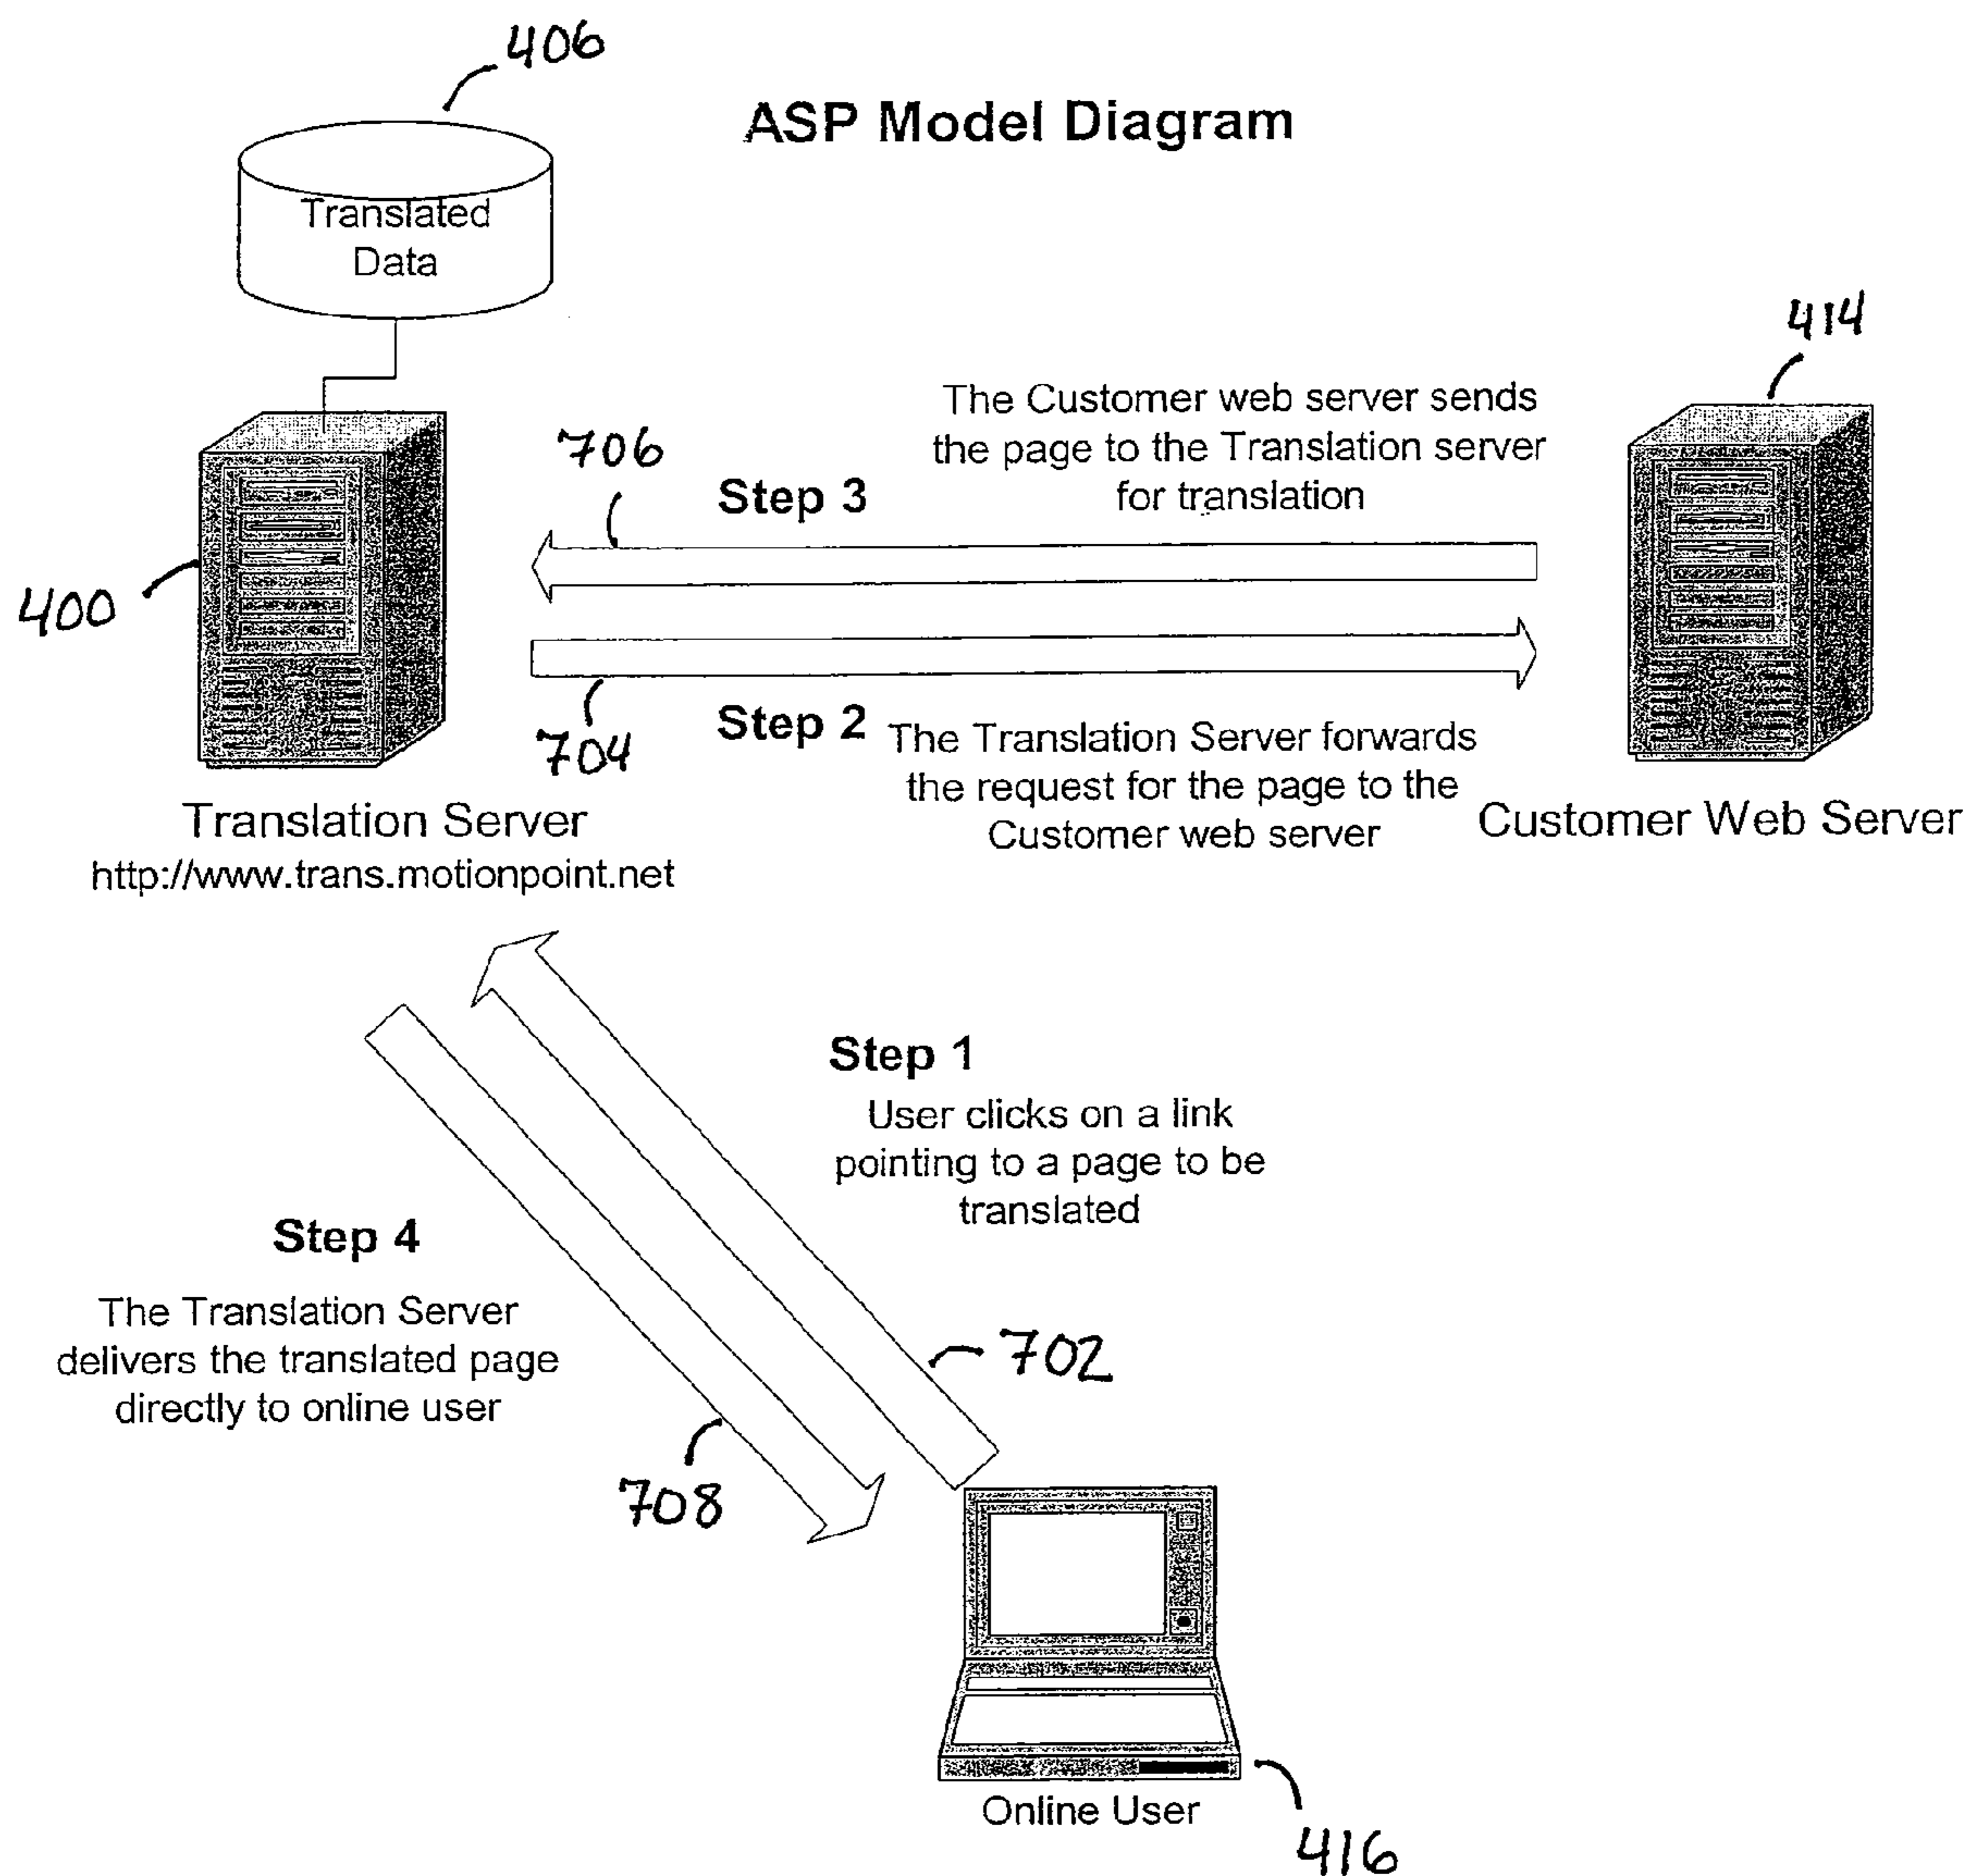 406
ASP Model Diagram
Translated
Data
414
The Customer web server sends
the page to the Translation server
for translation
706
Step 3
400
704
Step 2
The Translation Server forwards
the request for the page to the
Customer web server
Translation Server
http://www.trans.motionpoint.net
Customer Web Server
Step 1
User clicks on a link
pointing to a page to be
translated
Step 4
The Translation Server
delivers the translated page
directly to online user
702
708
Online User
416